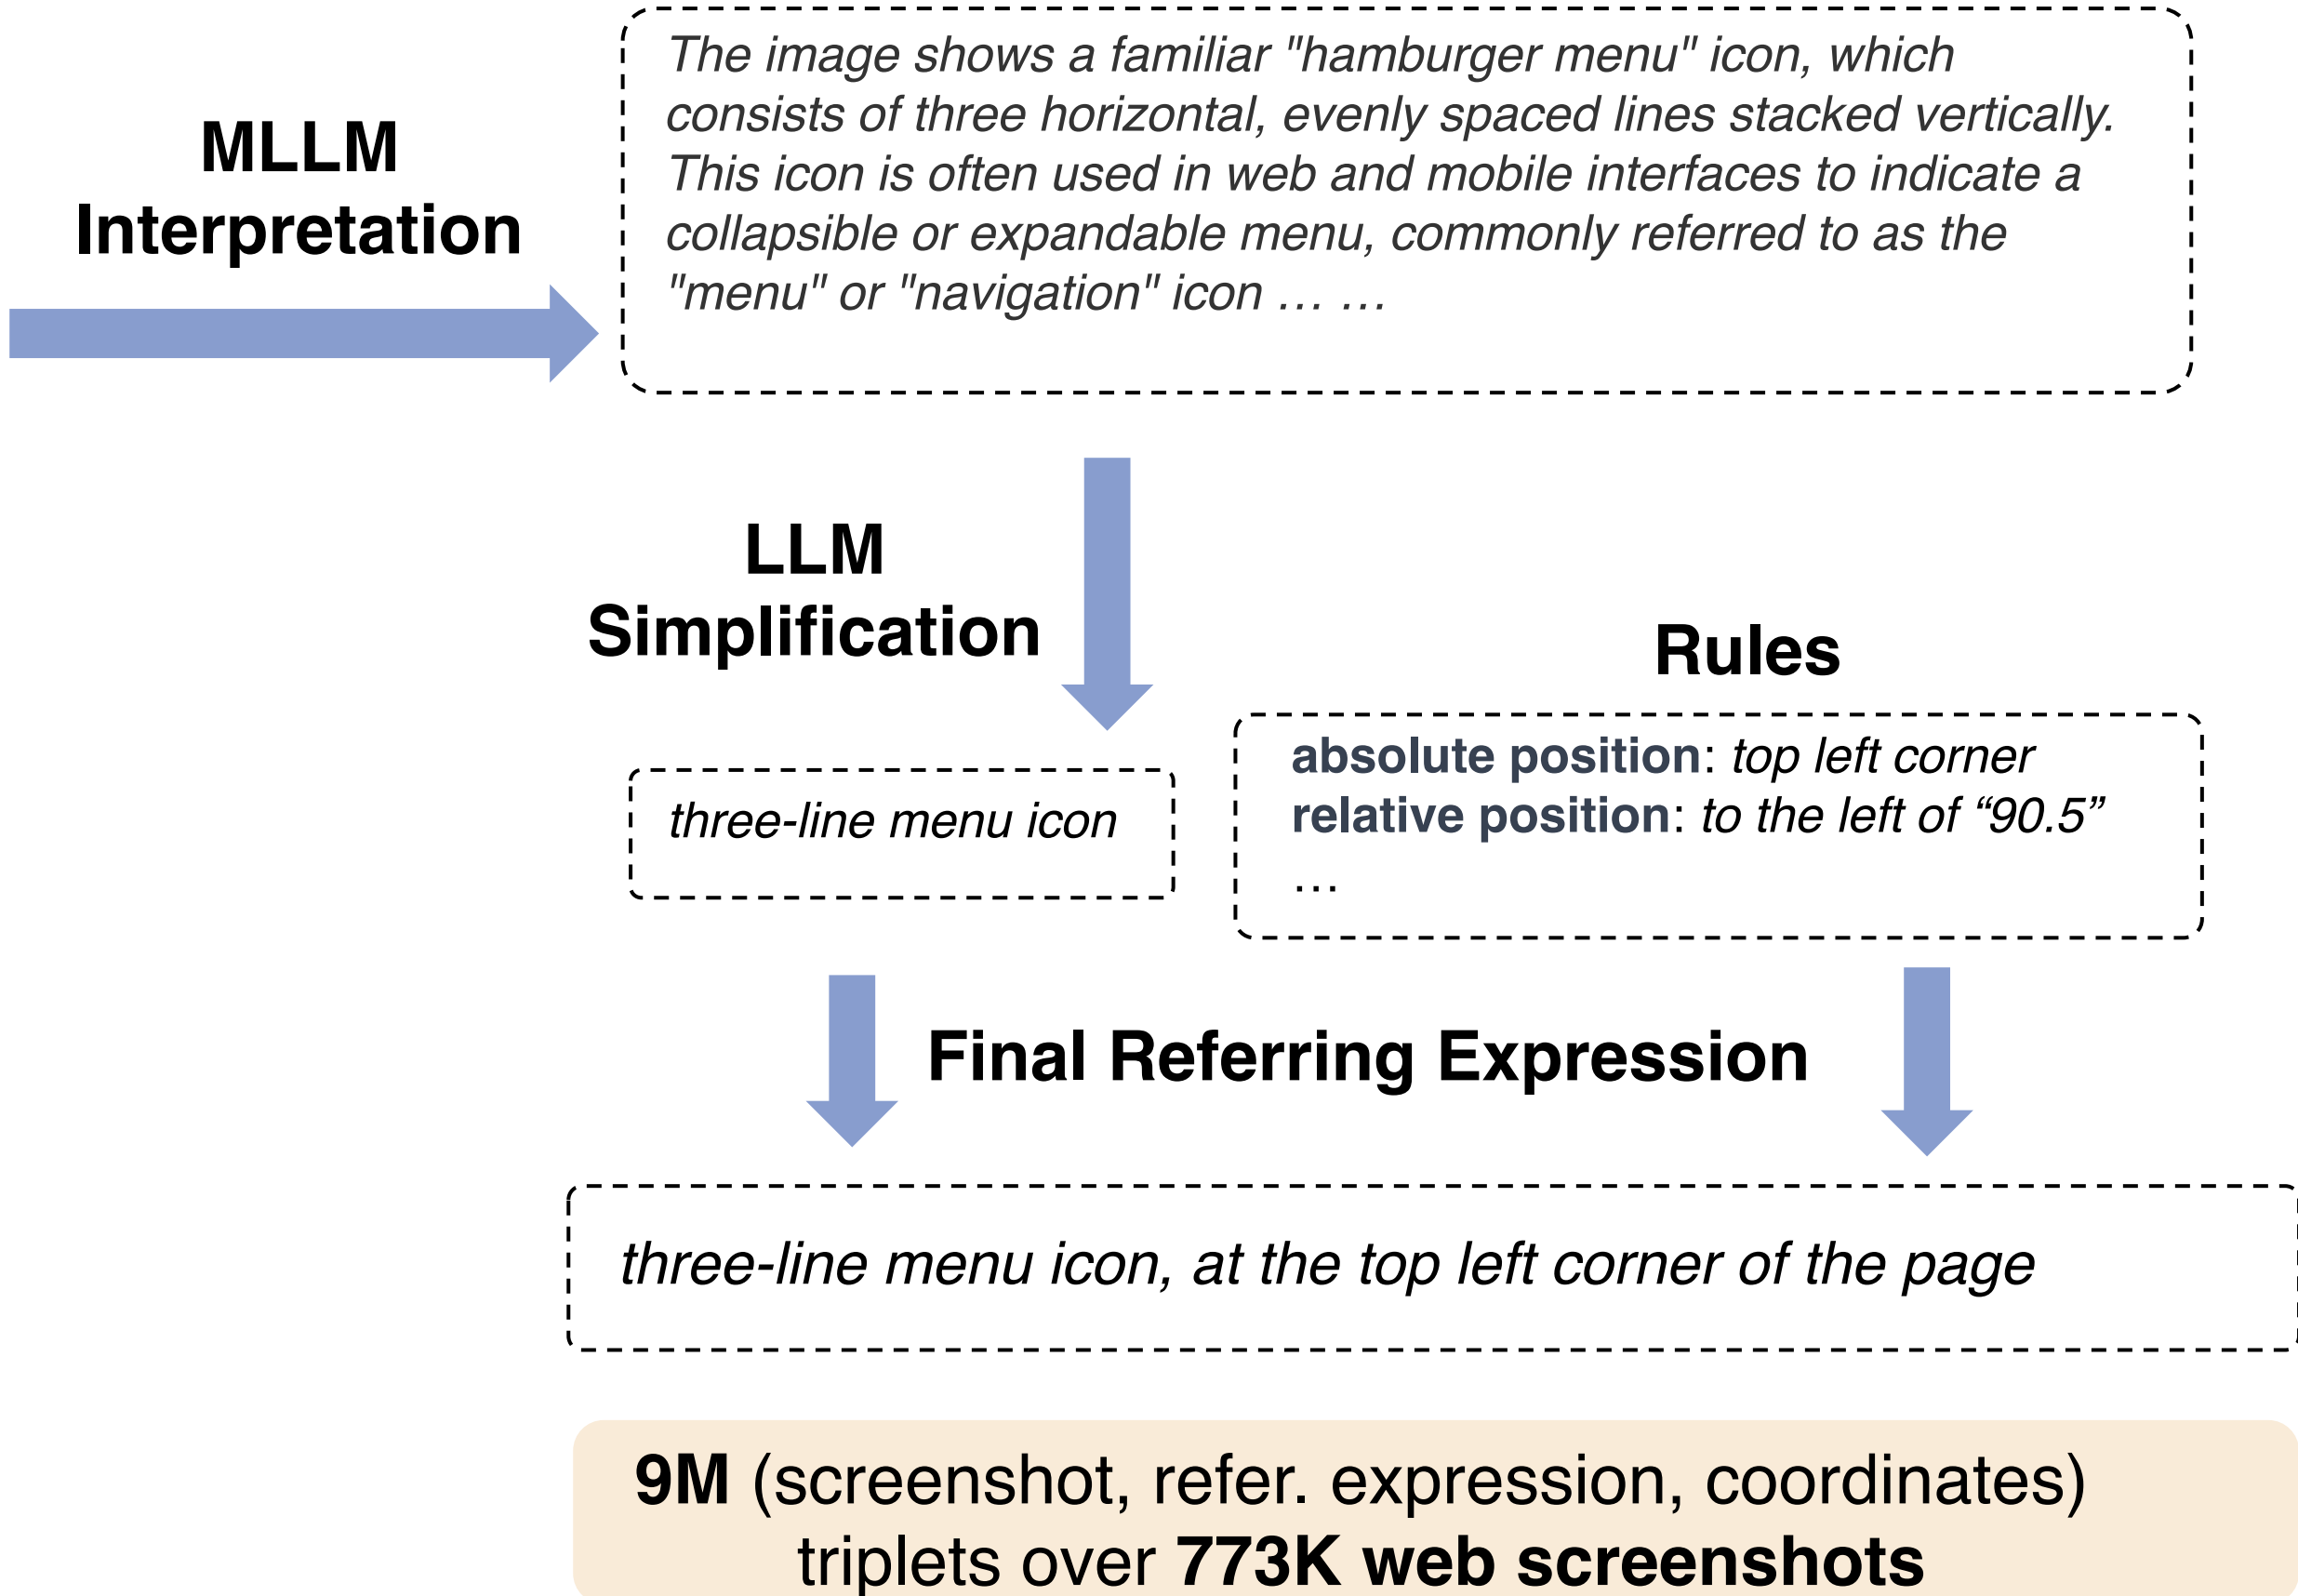 MLLM
Interpretation
The image shows a familiar "hamburger menu" icon, which
consists of three horizontal, evenly spaced lines stacked vertically.
This icon is often used in web and mobile interfaces to indicate a
collapsible or expandable menu, commonly referred to as the
"menu" or "navigation" icon … …
LLM
Simplification
three-line menu icon
Rules
absolute position: top left corner
relative position: to the left of “90.5”
…
Final Referring Expression
three-line menu icon, at the top left corner of the page
9M (screenshot, refer. expression, coordinates)
triplets over 773K web screenshots